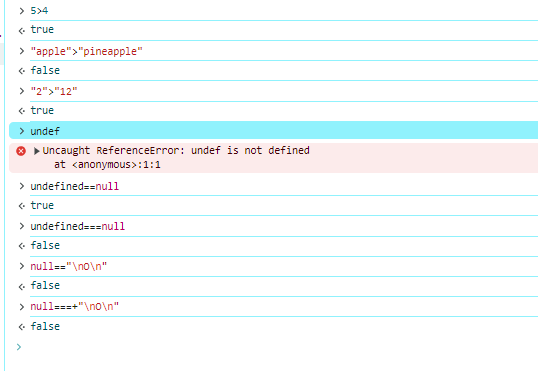 5>4
true
"apple">"pineapple"
false
"2">"12"
true
undef
Uncaught ReferenceError: undef is not defined
at <anonymous>:1:1
undefined==null
true
undefined===null
false
null=="\n0\n"
false
null===+"\n0\n"
false